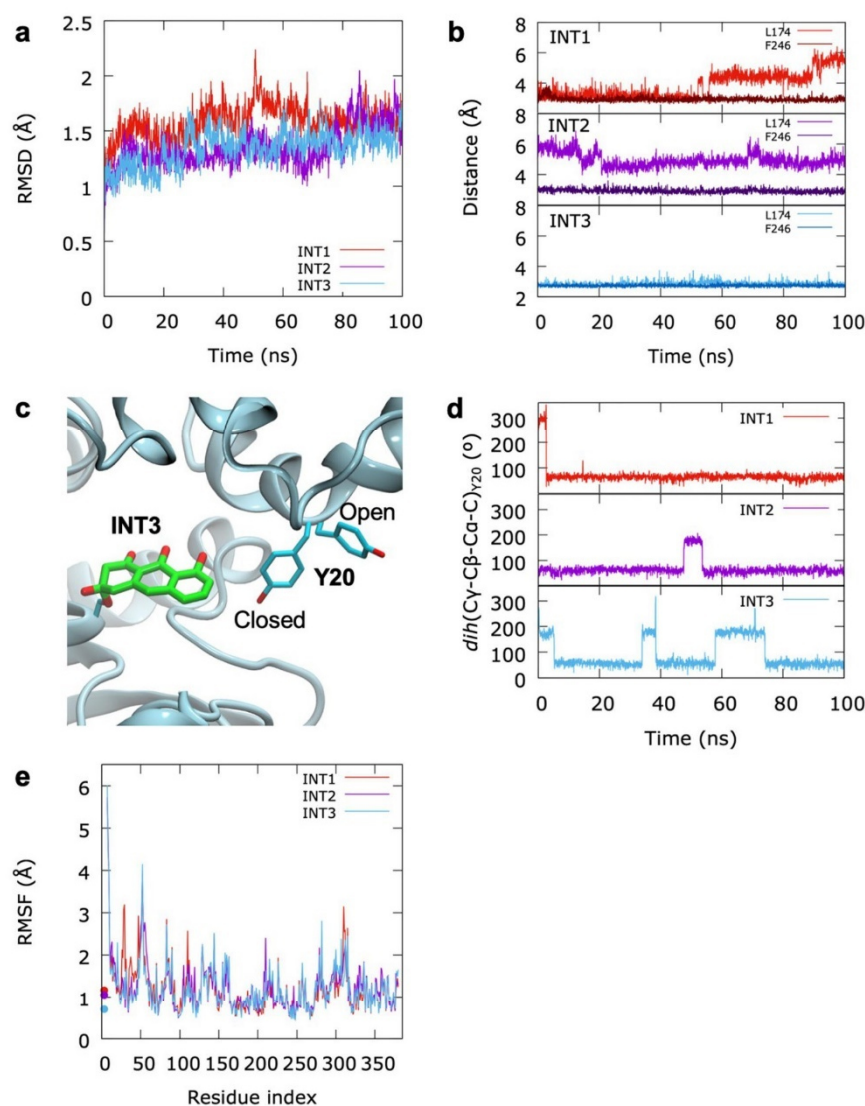 a
2.5
2
1.5
1
0.5
0
RMSD (Å)
INT1
INT2
INT3
0 20 40 60 80 100
Time (ns)
b
INT1
L174
F246
8
6
4
INT2
L174
F246
8
6
4
INT3
L174
F246
8
6
4
2
Distance (Å)
0 20 40 60 80 100
Time (ns)
c
INT3
Open
Y20
Closed
d
300
200
100
INT1
300
200
100
INT2
300
200
100
0
INT3
dih(Cγ-Cβ-Cα-C)Y20 (º)
0 20 40 60 80 100
Time (ns)
e
6
5
4
3
2
1
0
RMSF (Å)
INT1
INT2
INT3
0 50 100 150 200 250 300 350
Residue index